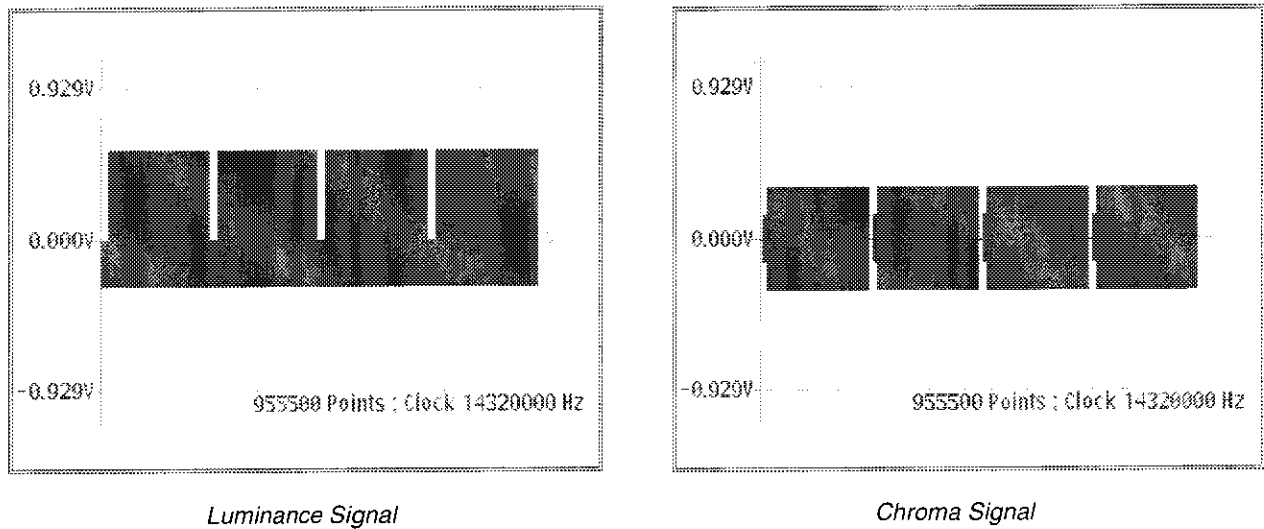 0.929V
0.000V
-0.929V
955500 Points ; Clock 14320000 Hz
Luminance Signal
0.929V
0.000V
-0.929V
955500 Points ; Clock 14320000 Hz
Chroma Signal